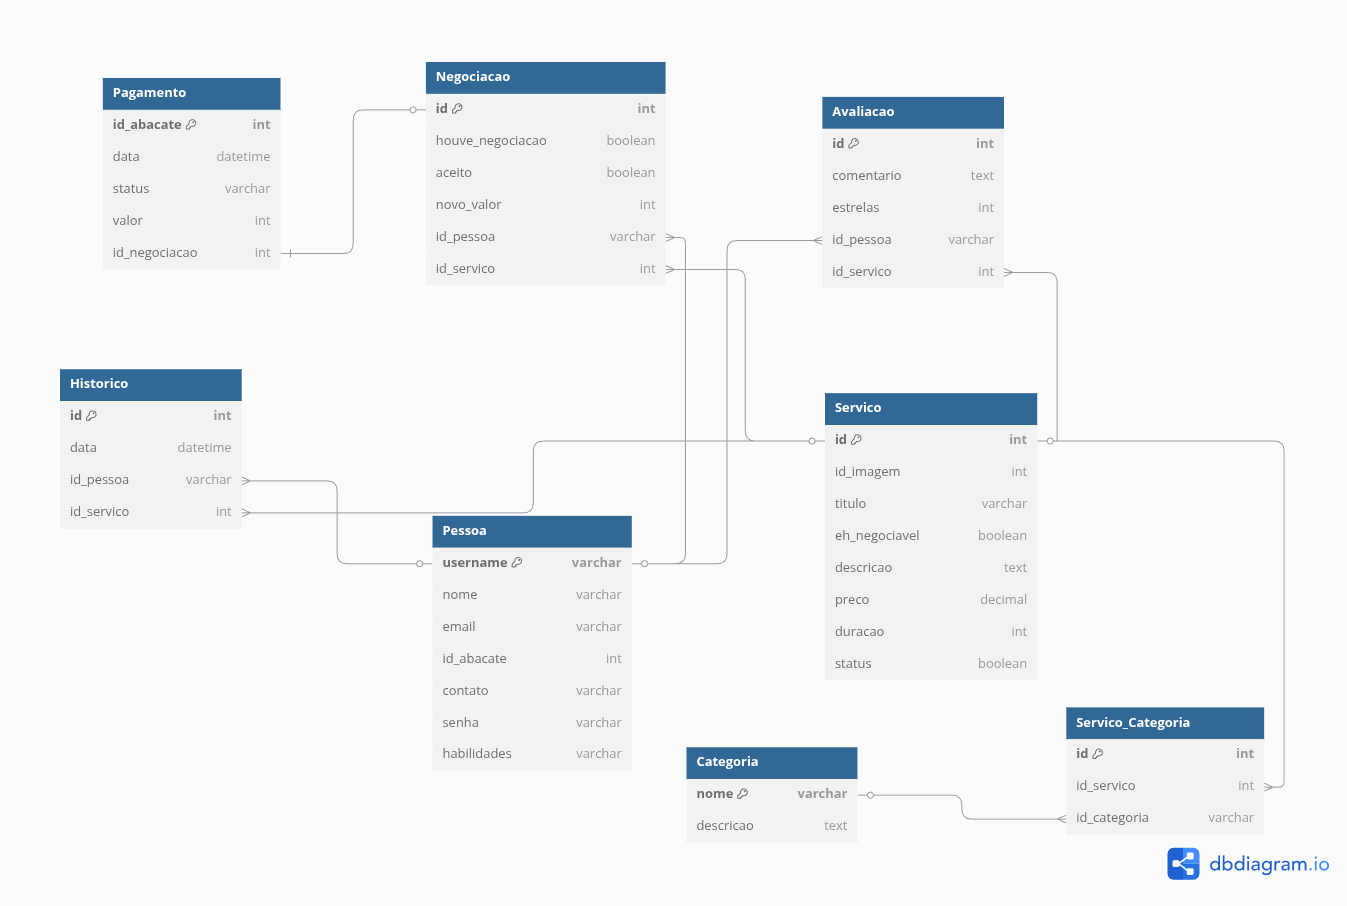 Pagamento
id_abacate int
data datetime
status varchar
valor int
id_negociacao int
Negociacao
id int
houve_negociacao boolean
aceito boolean
novo_valor int
id_pessoa varchar
id_servico int
Avaliacao
id int
comentario text
estrelas int
id_pessoa varchar
id_servico int
Historico
id int
data datetime
id_pessoa varchar
id_servico int
Servico
id int
id_imagem int
titulo varchar
eh_negociavel boolean
descricao text
preco decimal
duracao int
status boolean
Pessoa
username varchar
nome varchar
email varchar
id_abacate int
contato varchar
senha varchar
habilidades varchar
Categoria
nome varchar
descricao text
Servico_Categoria
id int
id_servico int
id_categoria varchar
dbdiagram.io